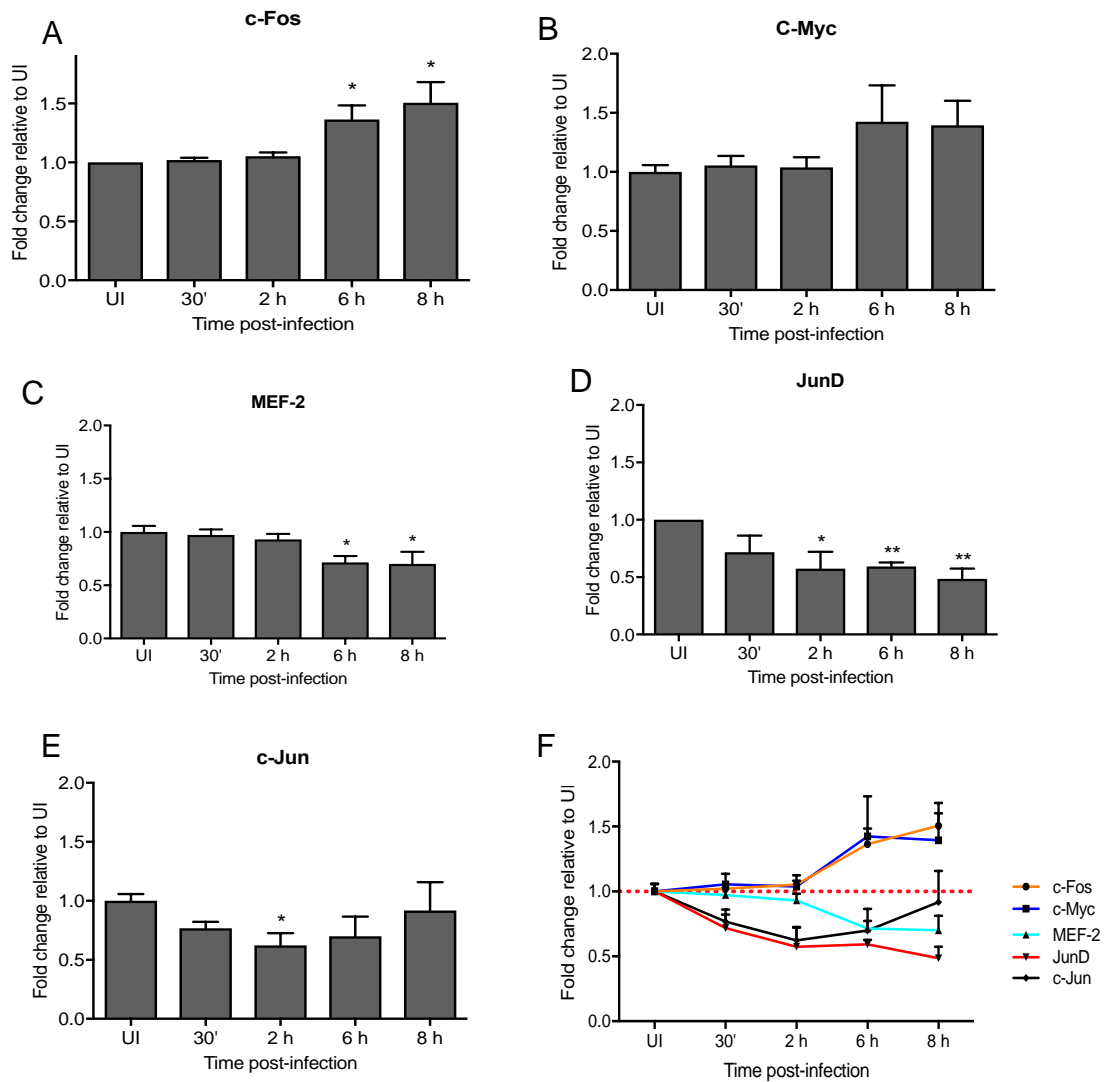 A
c-Fos
Fold change relative to UI
1.5
1.0
0.5
0.0
*
*
UI 30' 2 h 6 h 8 h
Time post-infection
B
C-Myc
Fold change relative to UI
2.0
1.5
1.0
0.5
0.0
UI 30' 2 h 6 h 8 h
Time post-infection
C
MEF-2
Fold change relative to UI
2.0
1.5
1.0
0.5
0.0
* *
UI 30' 2 h 6 h 8 h
Time post-infection
D
JunD
Fold change relative to UI
2.0
1.5
1.0
0.5
0.0
* ** **
UI 30' 2 h 6 h 8 h
Time post-infection
E
c-Jun
Fold change relative to UI
2.0
1.5
1.0
0.5
0.0
*
UI 30' 2 h 6 h 8 h
Time post-infection
F
Fold change relative to UI
2.0
1.5
1.0
0.5
0.0
UI 30' 2 h 6 h 8 h
Time post-infection
c-Fos
c-Myc
MEF-2
JunD
c-Jun